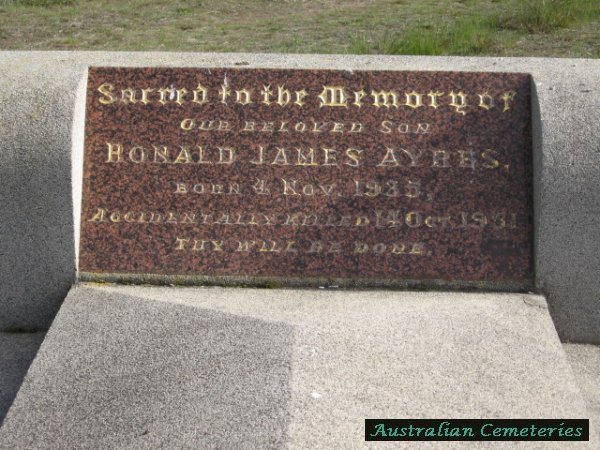 Sacred to the Memory of
OUR BELOVED SON
RONALD JAMES AYRES.
BORN 4 NOV. 1935,
ACCIDENTALLY KILLED 14 OCT.
THY WILL BE DONE.
Australian Cemeteries